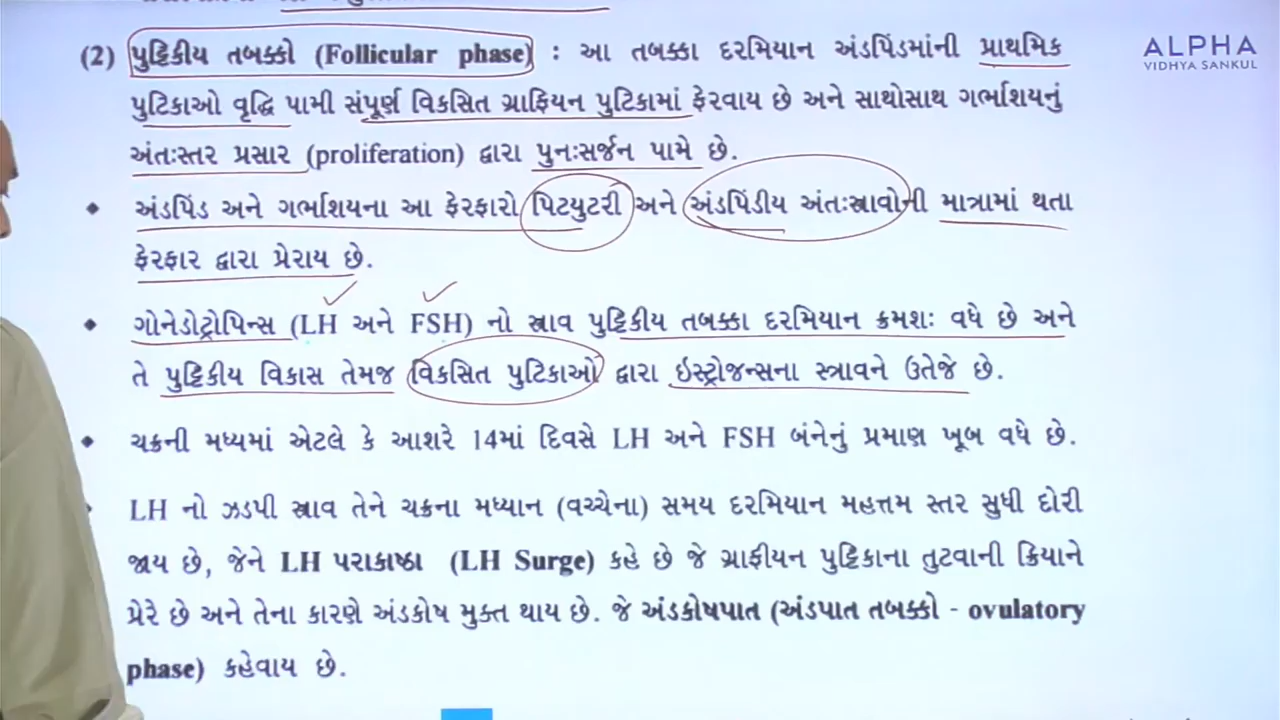 (2) પુટ્ટિકીય તબક્કો (Follicular phase) : આ તબક્કા દરમિયાન અંડપિંડમાંની પ્રાથમિક
ALPHA
VIDHYA SANKUL
પુટિકાઓ વૃદ્ધિ પામી સંપૂર્ણ વિકસિત ગ્રાફિયન પુટિકામાં ફેરવાય છે અને સાથોસાથ ગર્ભાશયનું
અંતઃસ્તર પ્રસાર (proliferation) દ્વારા પુનઃસર્જન પામે છે.
◆ અંડપિંડ અને ગર્ભાશયના આ ફેરફારો પિટયુટરી અને અંડપિંડીય અંતઃસ્ત્રાવોની માત્રામાં થતા
ફેરફાર દ્વારા પ્રેરાય છે.
◆ ગોનેડોટ્રોપિન્સ (LH અને FSH) નો સ્ત્રાવ પુટ્ટિકીય તબક્કા દરમિયાન ક્રમશઃ વધે છે અને
તે પુટ્ટિકીય વિકાસ તેમજ વિકસિત પુટિકાઓ દ્વારા ઇસ્ટ્રોજન્સના સ્ત્રાવને ઉતેજે છે.
◆ ચક્રની મધ્યમાં એટલે કે આશરે 14માં દિવસે LH અને FSH બંનેનું પ્રમાણ ખૂબ વધે છે.
LH નો ઝડપી સ્ત્રાવ તેને ચક્રના મધ્યાન (વચ્ચેના) સમય દરમિયાન મહત્તમ સ્તર સુધી દોરી
જાય છે, જેને LH પરાકાષ્ઠા (LH Surge) કહે છે જે ગ્રાફીયન પુટ્ટિકાના તુટવાની ક્રિયાને
પ્રેરે છે અને તેના કારણે અંડકોષ મુક્ત થાય છે. જે અંડકોષપાત (અંડપાત તબક્કો - ovulatory
phase) કહેવાય છે.